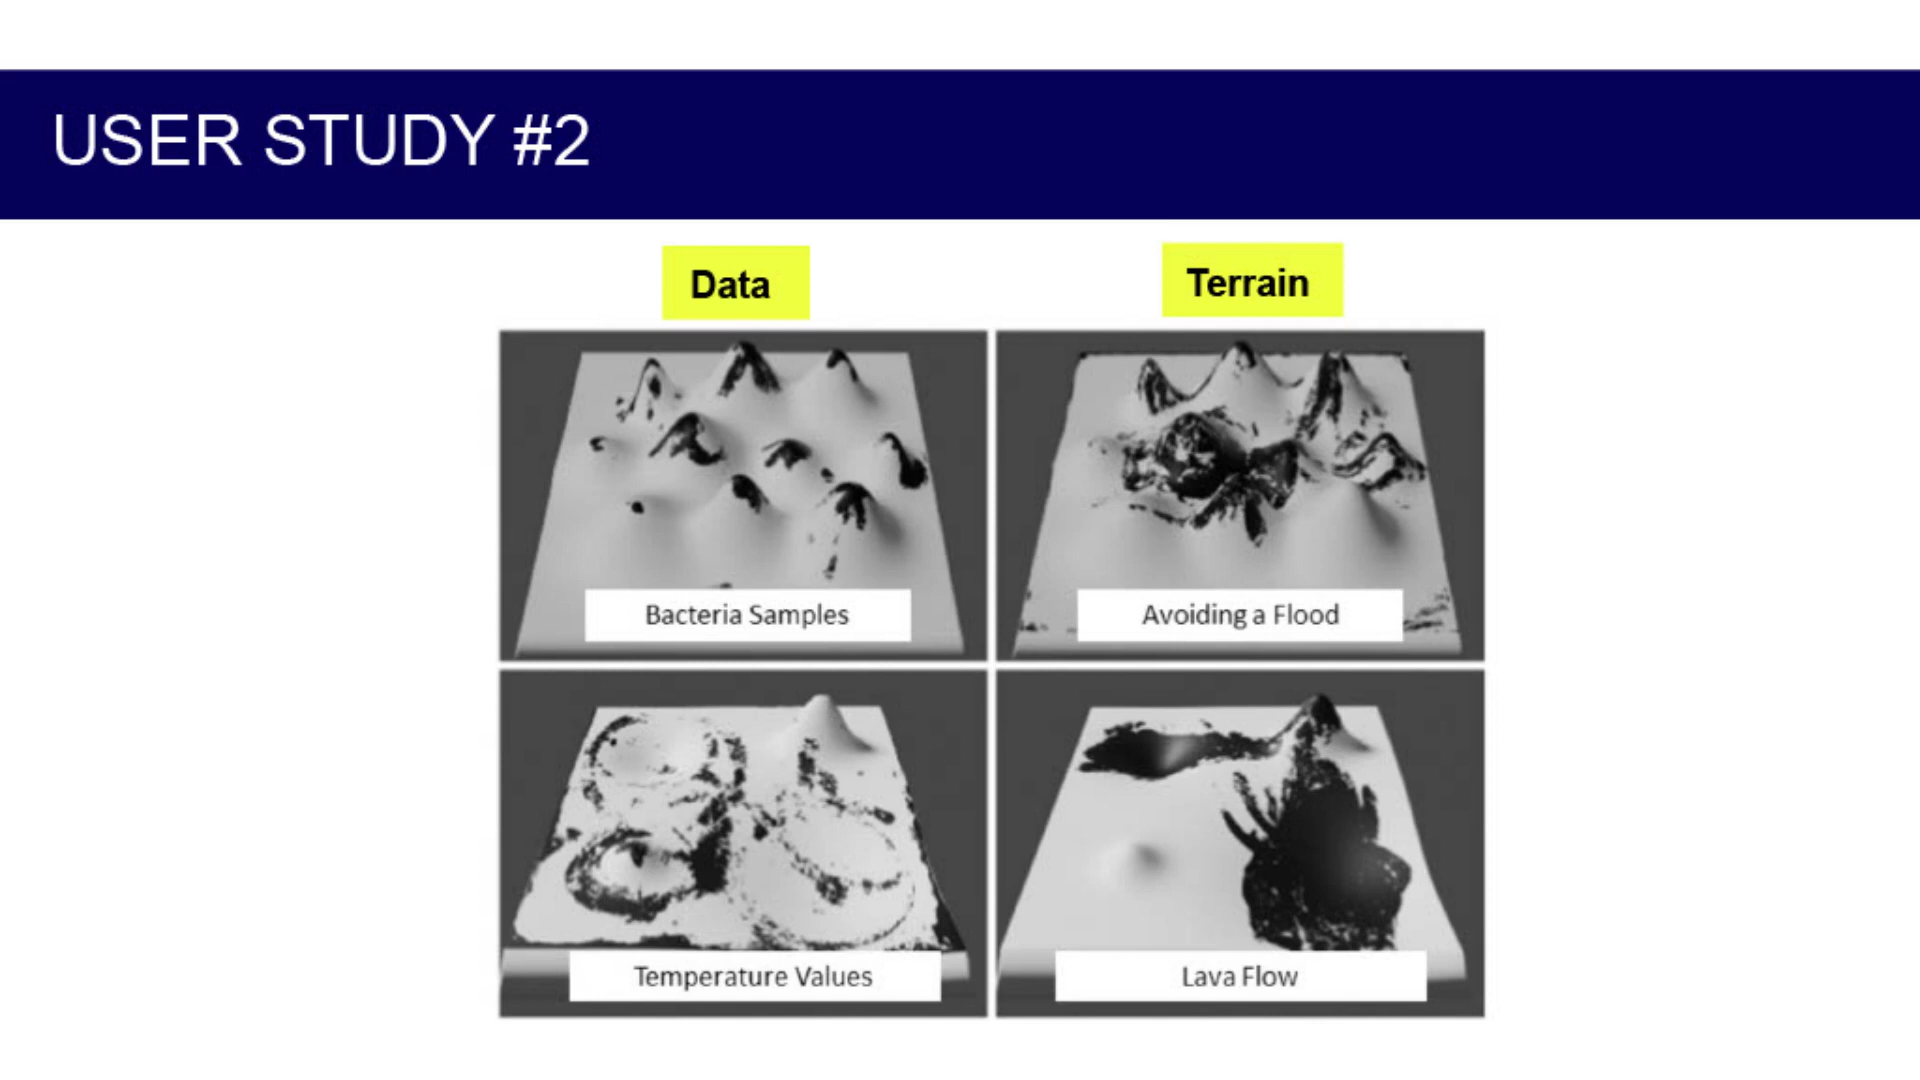 USER STUDY #2
Data
Terrain
Bacteria Samples
Avoiding a Flood
Temperature Values
Lava Flow